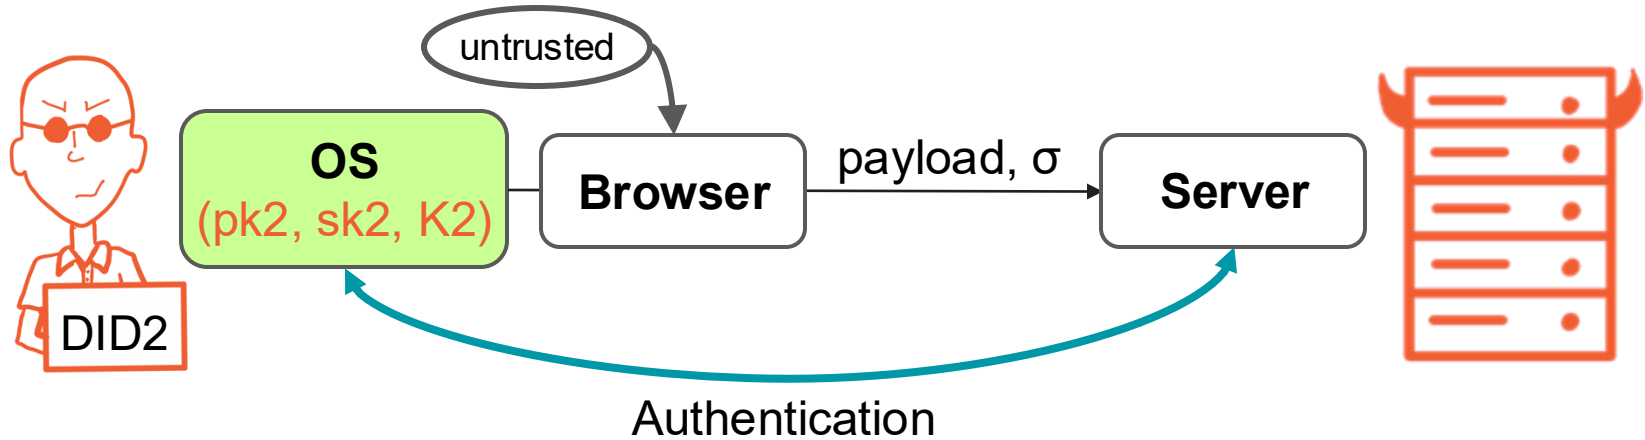 untrusted
OS
(pk2, sk2, K2)
Browser
payload, σ
Server
DID2
Authentication